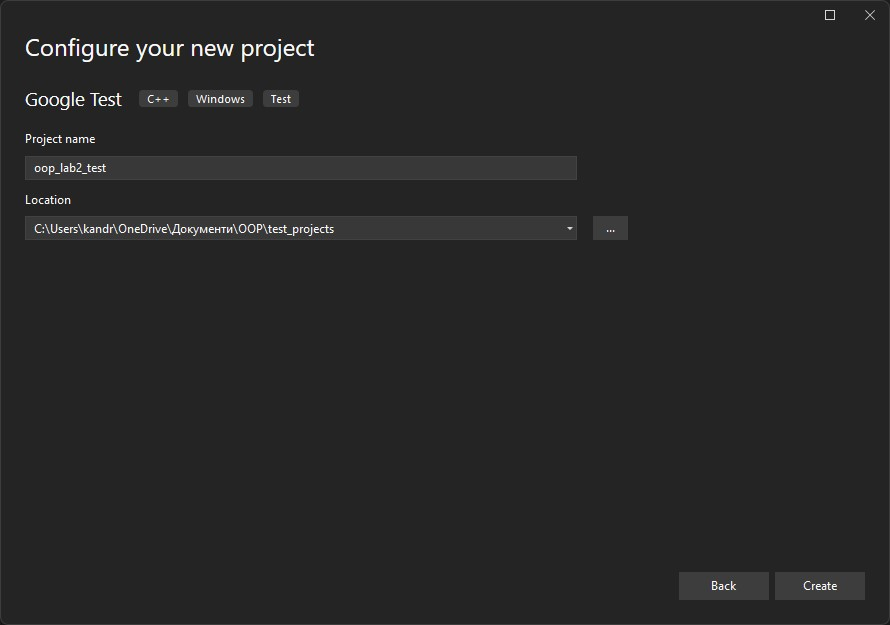 Configure your new project
Google Test C++ Windows Test
Project name
oop_lab2_test
Location
C:\Users\kandr\OneDrive\Документи\OOP\test_projects ...
Back Create